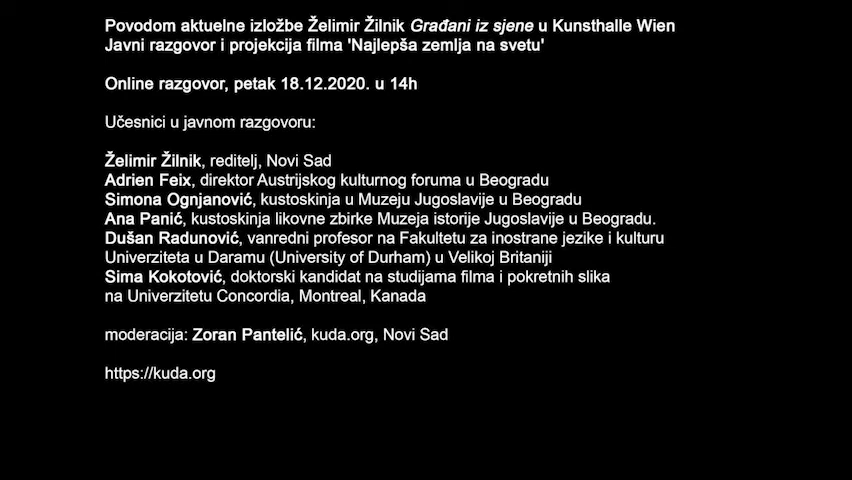 Povodom aktuelne izložbe Želimir Žilnik Građani iz sjene u Kunsthalle Wien
Javni razgovor i projekcija filma 'Najlepša zemlja na svetu'
Online razgovor, petak 18.12.2020. u 14h
Učesnici u javnom razgovoru:
Želimir Žilnik, reditelj, Novi Sad
Adrien Feix, direktor Austrijskog kulturnog foruma u Beogradu
Simona Ognjanović, kustoskinja u Muzeju Jugoslavije u Beogradu
Ana Panić, kustoskinja likovne zbirke Muzeja istorije Jugoslavije u Beogradu.
Dušan Radunović, vanredni profesor na Fakultetu za inostrane jezike i kulturu
Univerziteta u Daramu (University of Durham) u Velikoj Britaniji
Sima Kokotović, doktorski kandidat na studijama filma i pokretnih slika
na Univerzitetu Concordia, Montreal, Kanada
moderacija: Zoran Pantelić, kuda.org, Novi Sad
https://kuda.org